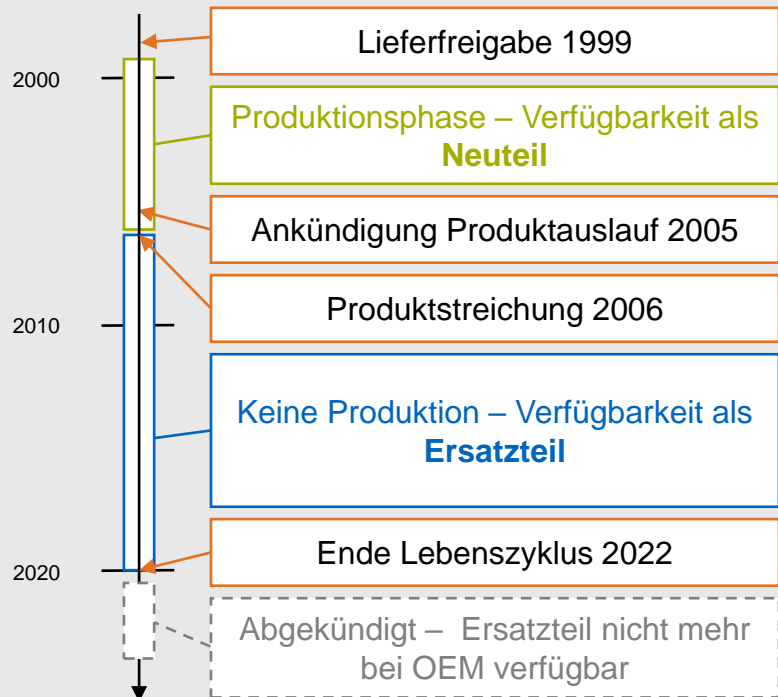 Lieferfreigabe 1999
2000
Produktionsphase – Verfügbarkeit als
Neuteil
Ankündigung Produktauslauf 2005
Produktstreichung 2006
2010
Keine Produktion – Verfügbarkeit als
Ersatzteil
Ende Lebenszyklus 2022
2020
Abgekündigt – Ersatzteil nicht mehr
bei OEM verfügbar